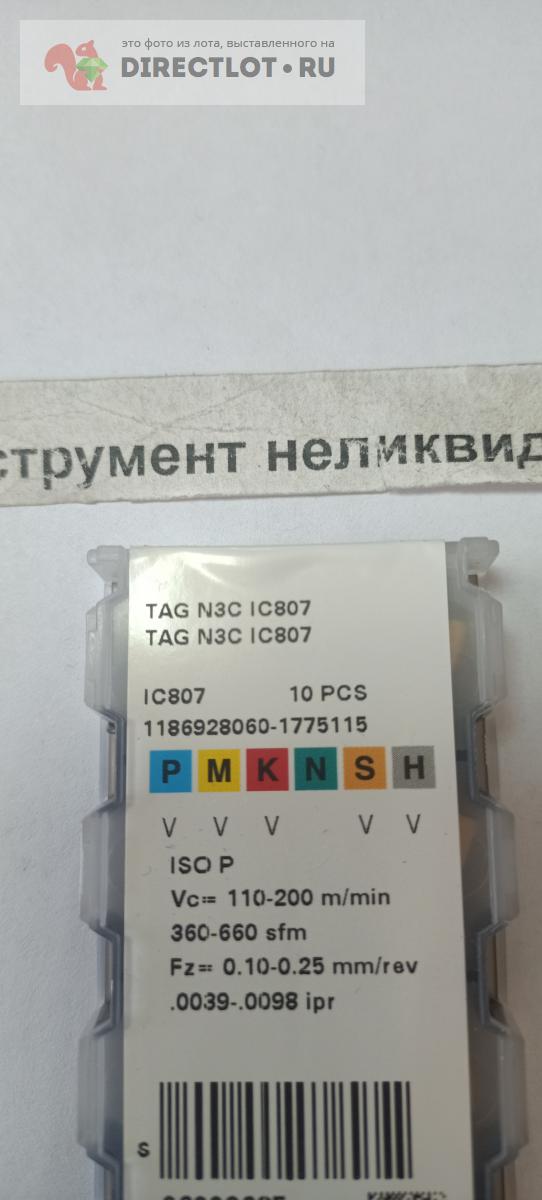 это фото из лота, выставленного на
DIRECTLOT.RU
струмент неликвид
TAG N3C IC807
TAG N3C IC807
IC807 10 PCS
1186928060-1775115
P M K N S H
V V V V V
ISO P
Vc= 110-200 m/min
360-660 sfm
Fz= 0.10-0.25 mm/rev
.0039-.0098 ipr
S